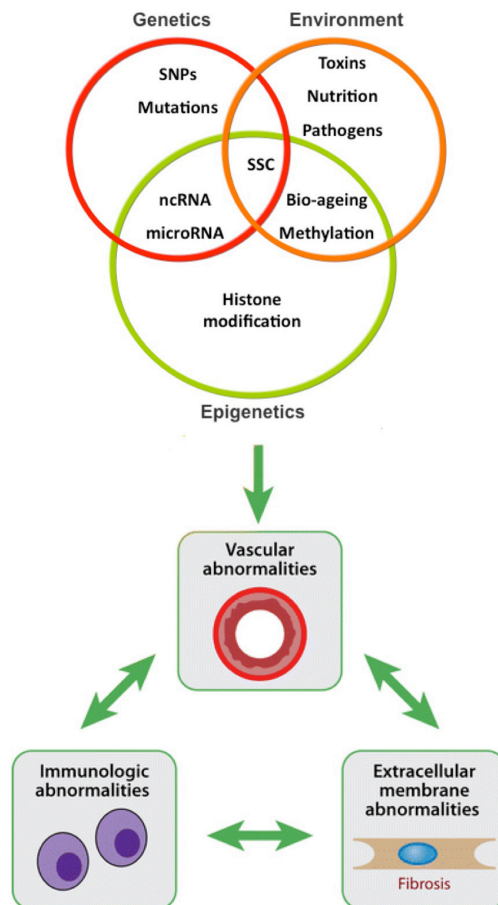 Genetics
Environment
SNPs
Mutations
Toxins
Nutrition
Pathogens
SSC
ncRNA
microRNA
Bio-ageing
Methylation
Histone
modification
Epigenetics
Vascular
abnormalities
Immunologic
abnormalities
Extracellular
membrane
abnormalities
Fibrosis